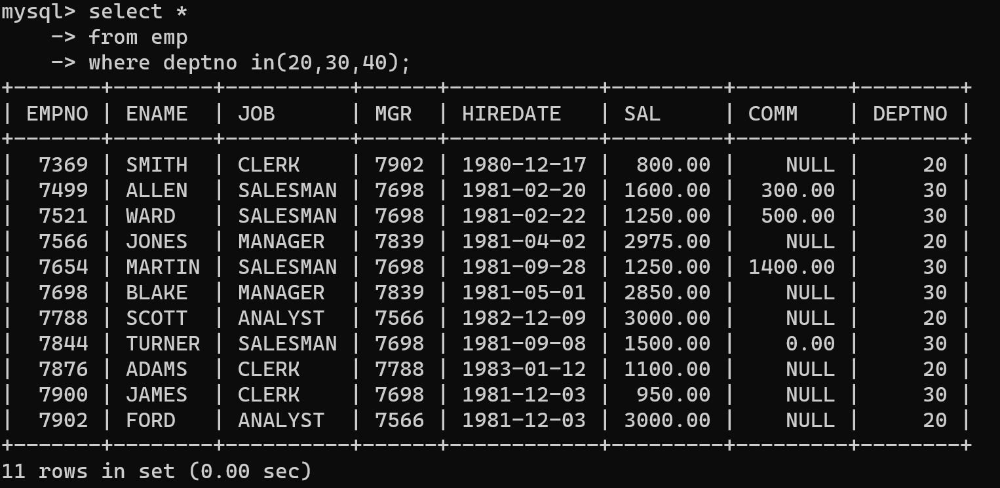 mysql> select *
    -> from emp
    -> where deptno in(20,30,40);
+-------+--------+----------+------+------------+---------+---------+--------+
| EMPNO | ENAME  | JOB      | MGR  | HIREDATE   | SAL     | COMM    | DEPTNO |
+-------+--------+----------+------+------------+---------+---------+--------+
|  7369 | SMITH  | CLERK    | 7902 | 1980-12-17 |  800.00 |    NULL |     20 |
|  7499 | ALLEN  | SALESMAN | 7698 | 1981-02-20 | 1600.00 |  300.00 |     30 |
|  7521 | WARD   | SALESMAN | 7698 | 1981-02-22 | 1250.00 |  500.00 |     30 |
|  7566 | JONES  | MANAGER  | 7839 | 1981-04-02 | 2975.00 |    NULL |     20 |
|  7654 | MARTIN | SALESMAN | 7698 | 1981-09-28 | 1250.00 | 1400.00 |     30 |
|  7698 | BLAKE  | MANAGER  | 7839 | 1981-05-01 | 2850.00 |    NULL |     30 |
|  7788 | SCOTT  | ANALYST  | 7566 | 1982-12-09 | 3000.00 |    NULL |     20 |
|  7844 | TURNER | SALESMAN | 7698 | 1981-09-08 | 1500.00 |    0.00 |     30 |
|  7876 | ADAMS  | CLERK    | 7788 | 1983-01-12 | 1100.00 |    NULL |     20 |
|  7900 | JAMES  | CLERK    | 7698 | 1981-12-03 |  950.00 |    NULL |     30 |
|  7902 | FORD   | ANALYST  | 7566 | 1981-12-03 | 3000.00 |    NULL |     20 |
+-------+--------+----------+------+------------+---------+---------+--------+
11 rows in set (0.00 sec)